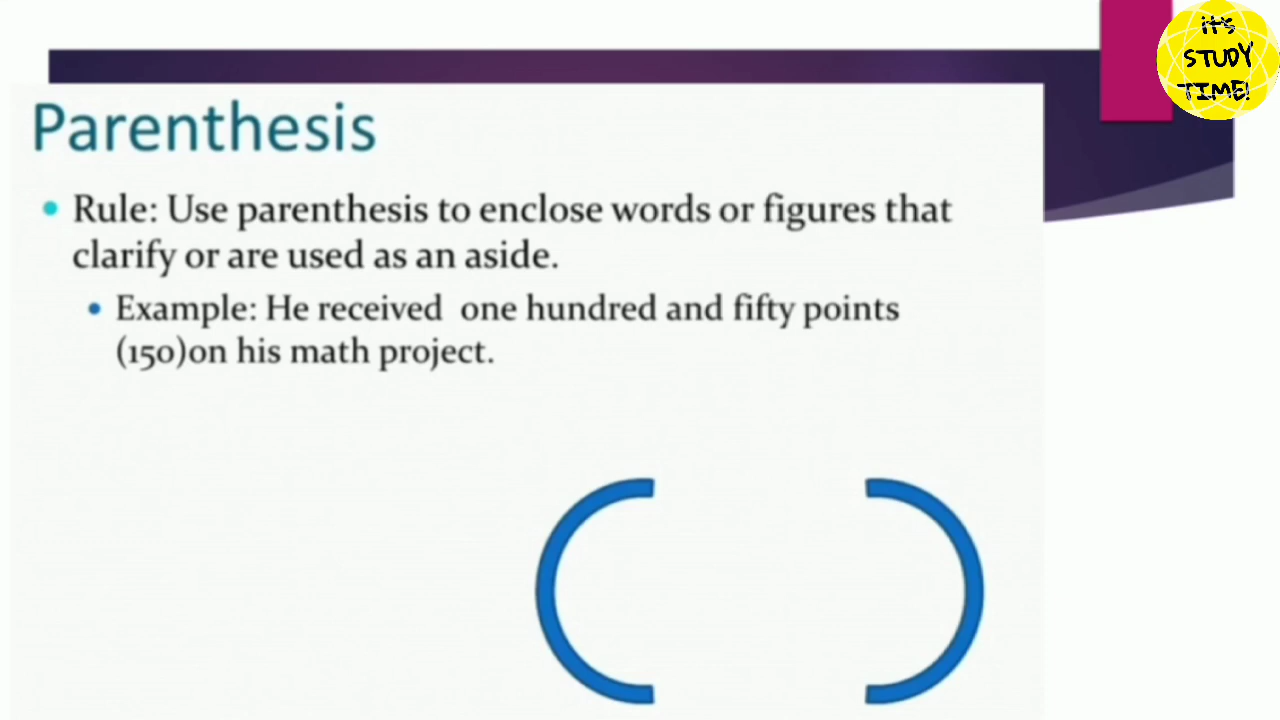 Parenthesis
Rule: Use parenthesis to enclose words or figures that
clarify or are used as an aside.
Example: He received  one hundred and fifty points
(150)on his math project.
iTS
STUDY
TIME!